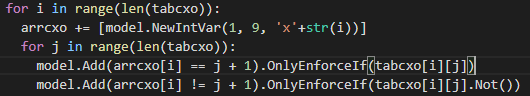 for i in range(len(tabcxo)):
  arrcxo += [model.NewIntVar(1, 9, 'x'+str(i))]
  for j in range(len(tabcxo)):
    model.Add(arrcxo[i] == j + 1).OnlyEnforceIf(tabcxo[i][j])
    model.Add(arrcxo[i] != j + 1).OnlyEnforceIf(tabcxo[i][j].Not())